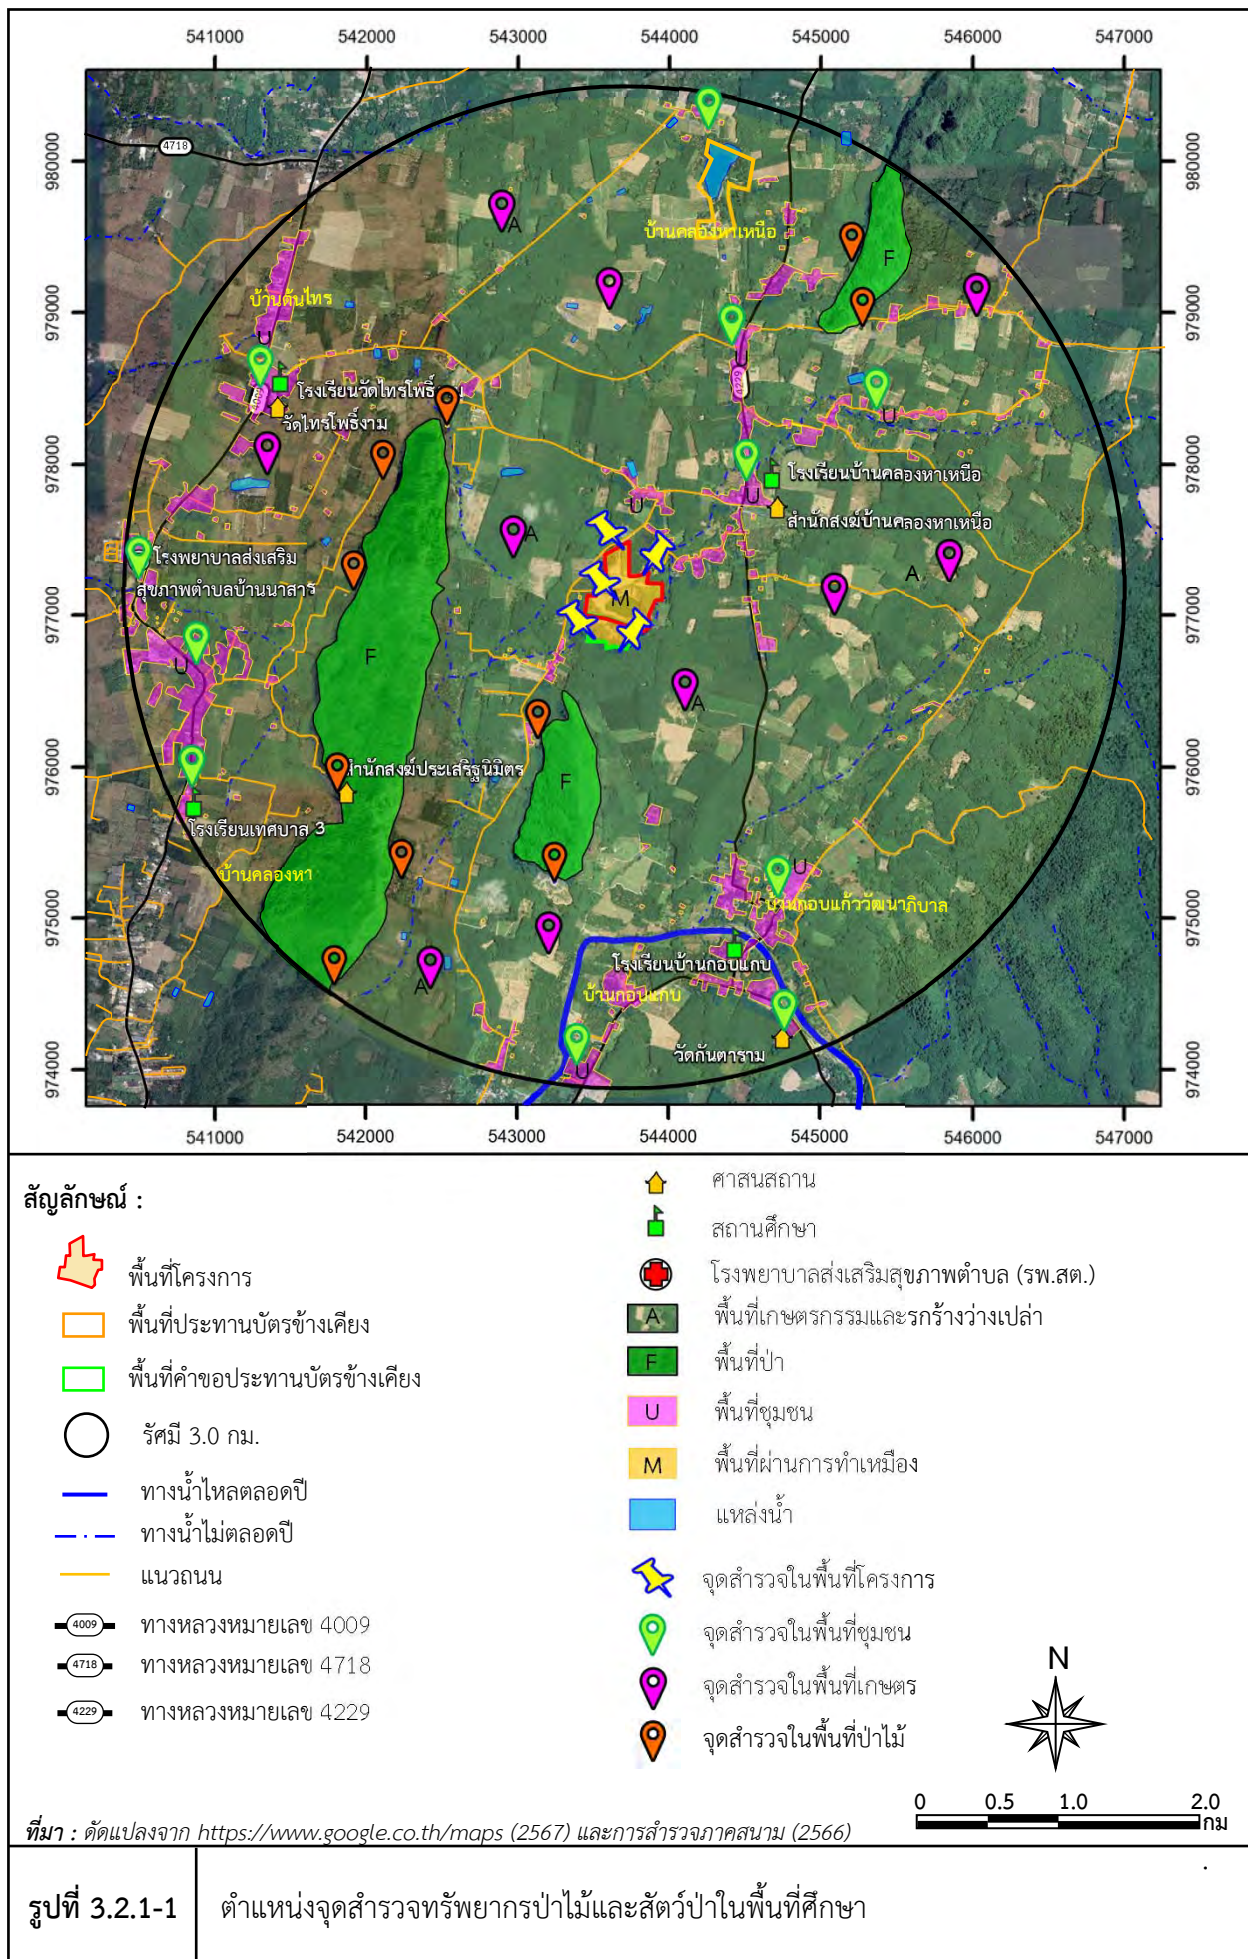 541000 542000 543000 544000 545000 546000 547000
980000
979000
978000
977000
976000
975000
974000
980000
979000
978000
977000
976000
975000
974000
4718
A
บ้านคลองหาเหนือ
F
บ้านต้นไทร
U
4229
โรงเรียนวัดไทรโพธิ์งาม
4009
วัดไทรโพธิ์งาม
U
โรงเรียนบ้านคลองหาเหนือ
U
U
สำนักสงฆ์บ้านคลองหาเหนือ
A
โรงพยาบาลส่งเสริม
สุขภาพตำบลบ้านนาสาร
A
M
U
F
A
สำนักสงฆ์ประเสริฐนิมิตร
F
โรงเรียนเทศบาล 3
บ้านคลองหา
U
บ้านกอบแก้ววัฒนาภิบาล
โรงเรียนบ้านกอบแกบ
A
บ้านกอบแกบ
วัดกันตาราม
U
541000 542000 543000 544000 545000 546000 547000
สัญลักษณ์ :
พื้นที่โครงการ
พื้นที่ประทานบัตรข้างเคียง
พื้นที่คำขอประทานบัตรข้างเคียง
รัศมี 3.0 กม.
ทางน้ำไหลตลอดปี
ทางน้ำไม่ตลอดปี
แนวถนน
4009 ทางหลวงหมายเลข 4009
4718 ทางหลวงหมายเลข 4718
4229 ทางหลวงหมายเลข 4229
ศาสนสถาน
สถานศึกษา
โรงพยาบาลส่งเสริมสุขภาพตำบล (รพ.สต.)
A พื้นที่เกษตรกรรมและรกร้างว่างเปล่า
F พื้นที่ป่า
U พื้นที่ชุมชน
M พื้นที่ผ่านการทำเหมือง
แหล่งน้ำ
จุดสำรวจในพื้นที่โครงการ
จุดสำรวจในพื้นที่ชุมชน
จุดสำรวจในพื้นที่เกษตร
จุดสำรวจในพื้นที่ป่าไม้
N
0 0.5 1.0 2.0
กม
.
ที่มา : ดัดแปลงจาก https://www.google.co.th/maps (2567) และการสำรวจภาคสนาม (2566)
รูปที่ 3.2.1-1 ตำแหน่งจุดสำรวจทรัพยากรป่าไม้และสัตว์ป่าในพื้นที่ศึกษา